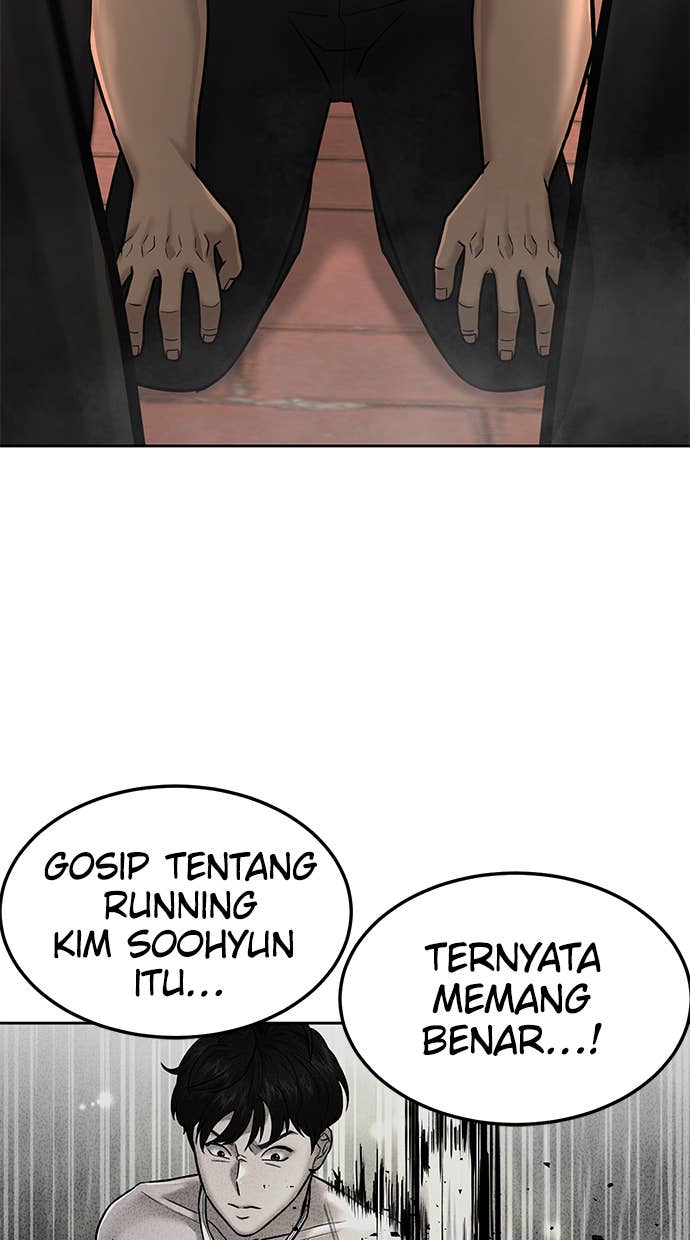 GOSIP TENTANG
RUNNING
KIM SOOHYUN
ITU...
TERNYATA
MEMANG
BENAR...!